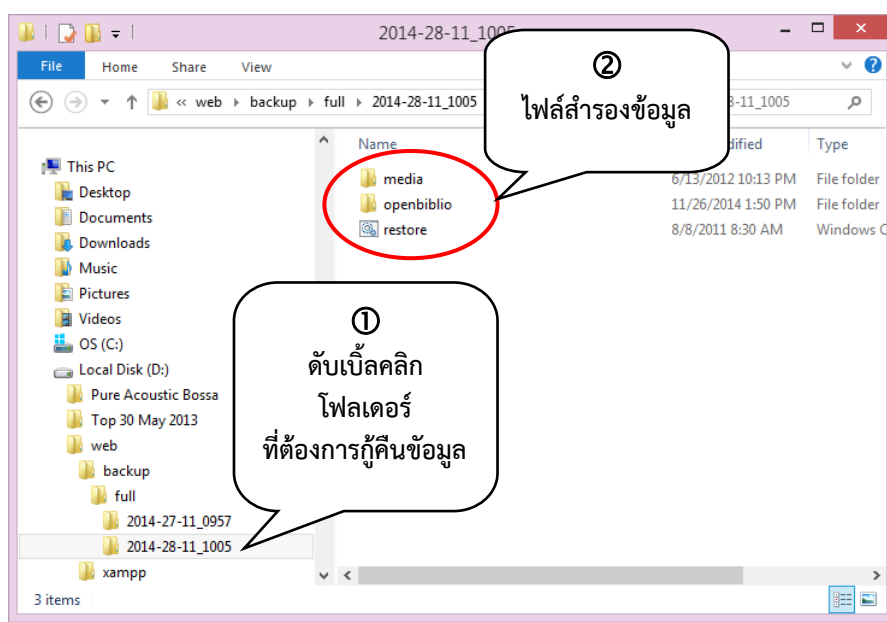 2014-28-11_1005
②
ไฟล์สำรองข้อมูล
File Home Share View
« web backup full 2014-28-11_1005
8-11_1005
Name
dified
Type
media 6/13/2012 10:13 PM File folder
openbiblio 11/26/2014 1:50 PM File folder
restore 8/8/2011 8:30 AM Windows C
This PC
Desktop
Documents
Downloads
Music
Pictures
Videos
OS (C:)
Local Disk (D:)
Pure Acoustic Bossa
Top 30 May 2013
web
backup
full
2014-27-11_0957
2014-28-11_1005
xampp
①
ดับเบิ้ลคลิก
โฟลเดอร์
ที่ต้องการกู้คืนขัอมูล
3 items